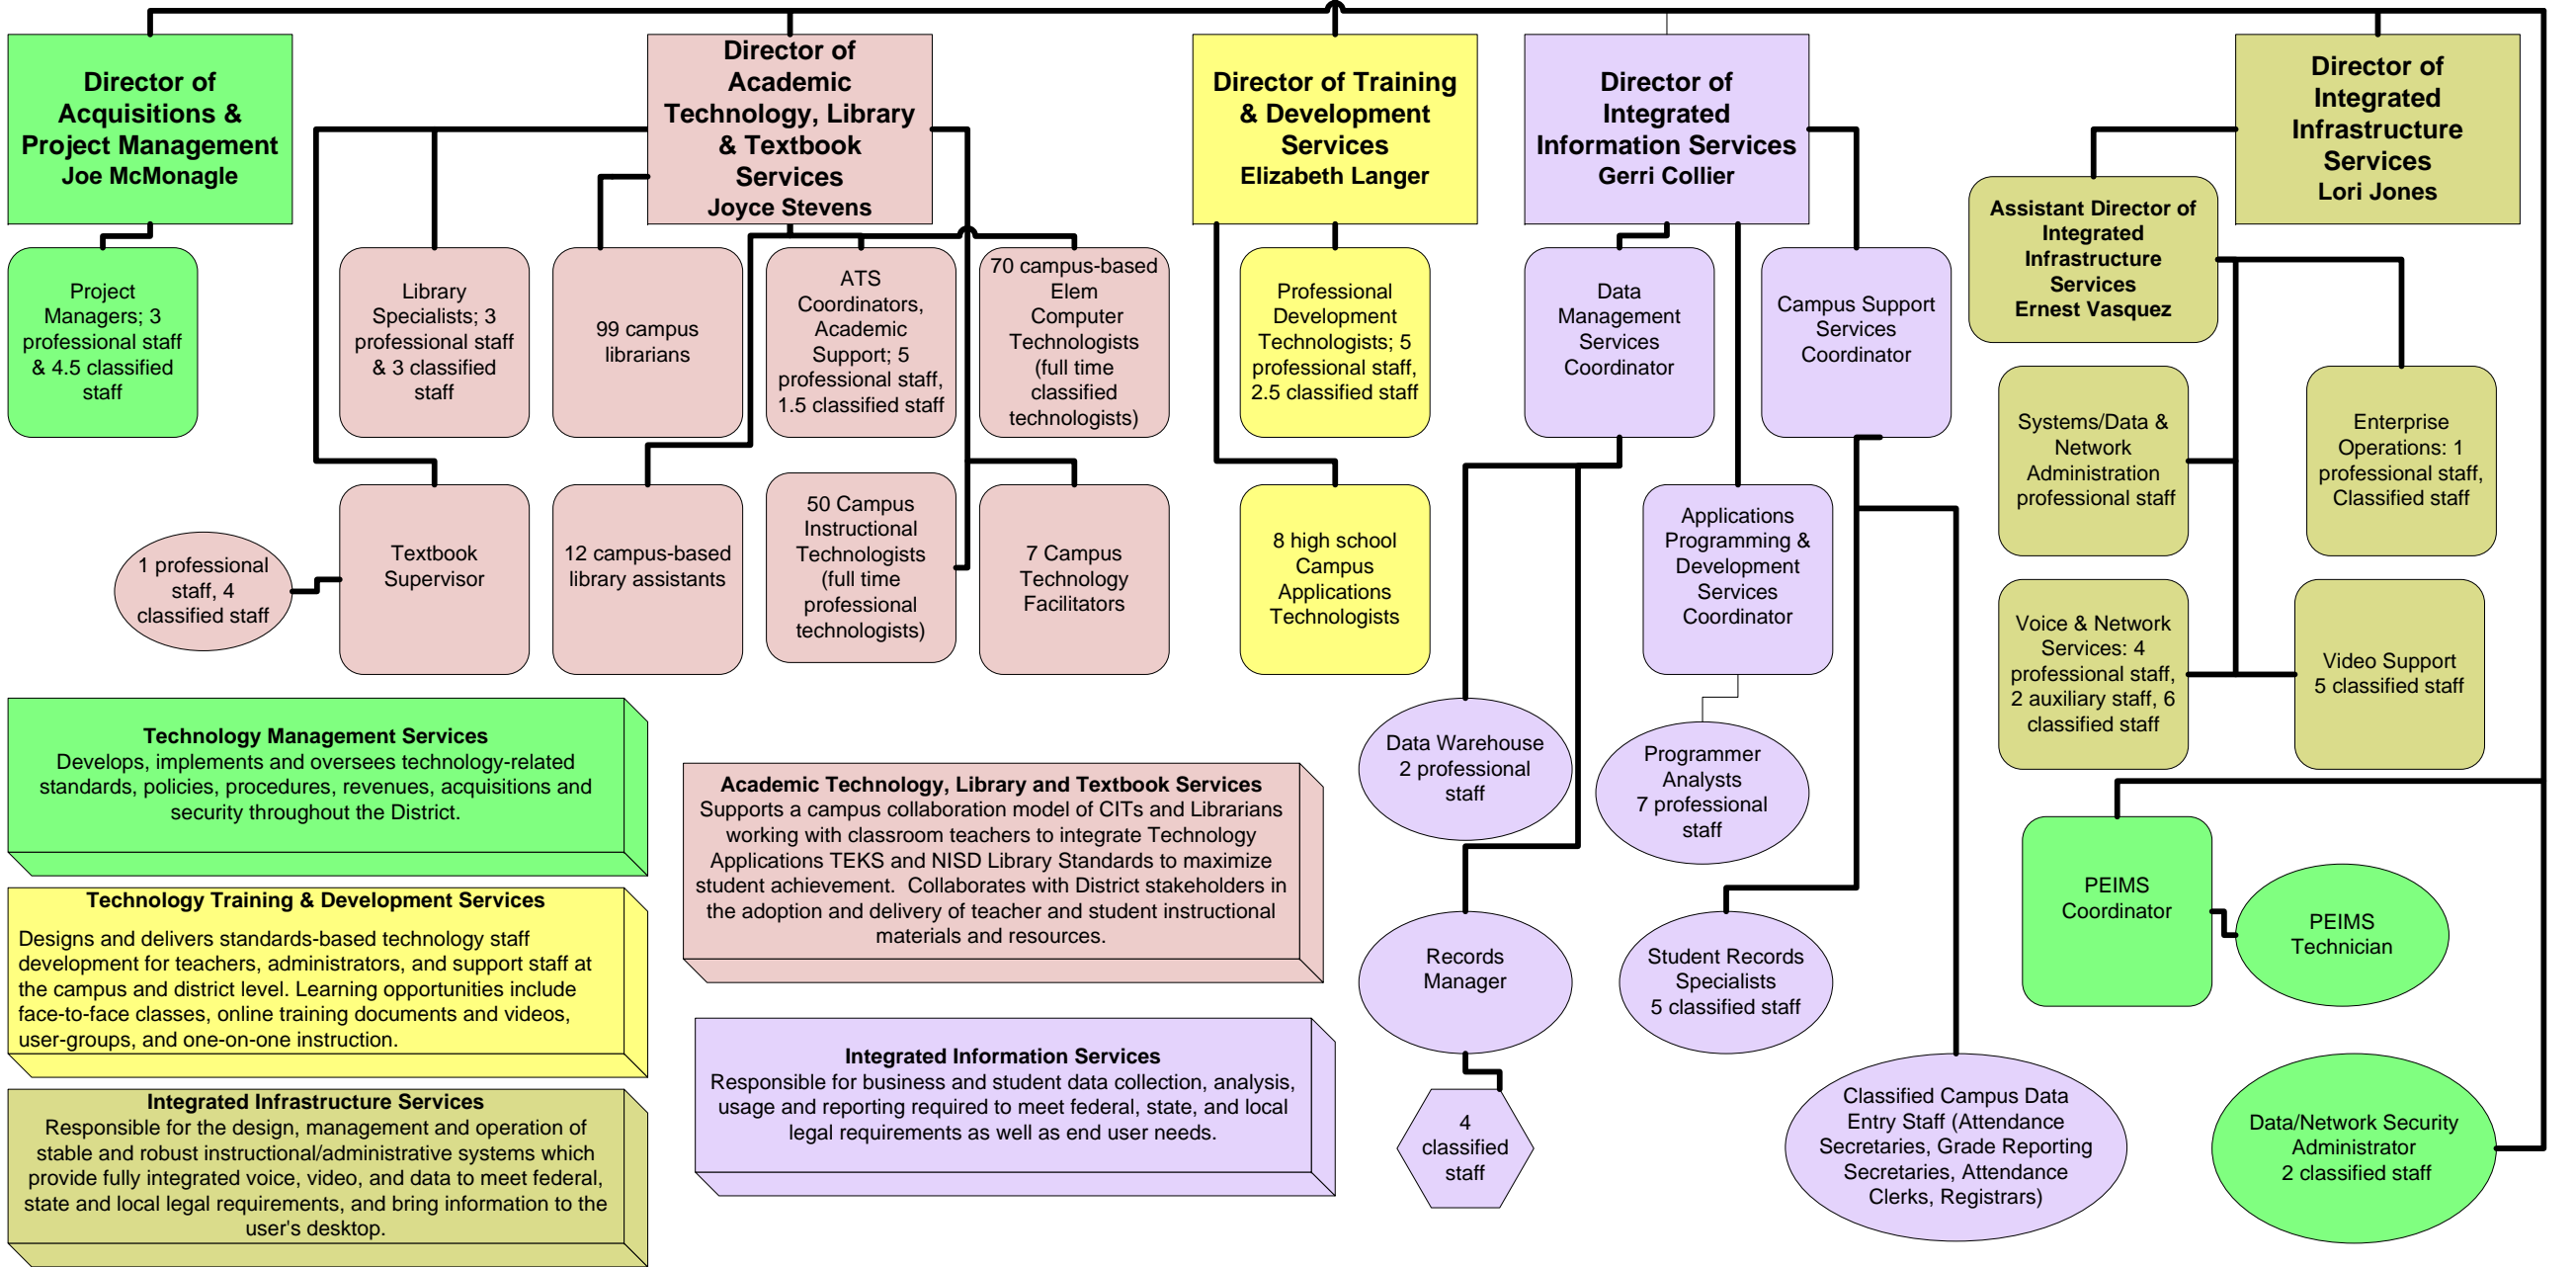 Director of
Acquisitions &
Project Management
Joe McMonagle
Director of
Academic
Technology, Library
& Textbook
Services
Joyce Stevens
Director of Training
& Development
Services
Elizabeth Langer
Director of
Integrated
Information Services
Gerri Collier
Director of
Integrated
Infrastructure
Services
Lori Jones
Assistant Director of
Integrated
Infrastructure
Services
Ernest Vasquez
Project
Managers; 3
professional staff
& 4.5 classified
staff
Library
Specialists; 3
professional staff
& 3 classified
staff
99 campus
librarians
ATS
Coordinators,
Academic
Support; 5
professional staff,
1.5 classified staff
70 campus-based
Elem
Computer
Technologists
(full time
classified
technologists)
Professional
Development
Technologists; 5
professional staff,
2.5 classified staff
Data
Management
Services
Coordinator
Campus Support
Services
Coordinator
Systems/Data &
Network
Administration
professional staff
Enterprise
Operations: 1
professional staff,
Classified staff
1 professional
staff, 4
classified staff
Textbook
Supervisor
12 campus-based
library assistants
50 Campus
Instructional
Technologists
(full time
professional
technologists)
7 Campus
Technology
Facilitators
8 high school
Campus
Applications
Technologists
Applications
Programming &
Development
Services
Coordinator
Voice & Network
Services: 4
professional staff,
2 auxiliary staff, 6
classified staff
Video Support
5 classified staff
Technology Management Services
Develops, implements and oversees technology-related
standards, policies, procedures, revenues, acquisitions and
security throughout the District.
Academic Technology, Library and Textbook Services
Supports a campus collaboration model of CITs and Librarians
working with classroom teachers to integrate Technology
Applications TEKS and NISD Library Standards to maximize
student achievement.  Collaborates with District stakeholders in
the adoption and delivery of teacher and student instructional
materials and resources.
Data Warehouse
2 professional
staff
Programmer
Analysts
7 professional
staff
Technology Training & Development Services
Designs and delivers standards-based technology staff
development for teachers, administrators, and support staff at
the campus and district level. Learning opportunities include
face-to-face classes, online training documents and videos,
user-groups, and one-on-one instruction.
Records
Manager
Student Records
Specialists
5 classified staff
PEIMS
Coordinator
PEIMS
Technician
Integrated Infrastructure Services
Responsible for the design, management and operation of
stable and robust instructional/administrative systems which
provide fully integrated voice, video, and data to meet federal,
state and local legal requirements, and bring information to the
user's desktop.
Integrated Information Services
Responsible for business and student data collection, analysis,
usage and reporting required to meet federal, state, and local
legal requirements as well as end user needs.
4
classified
staff
Classified Campus Data
Entry Staff (Attendance
Secretaries, Grade Reporting
Secretaries, Attendance
Clerks, Registrars)
Data/Network Security
Administrator
2 classified staff